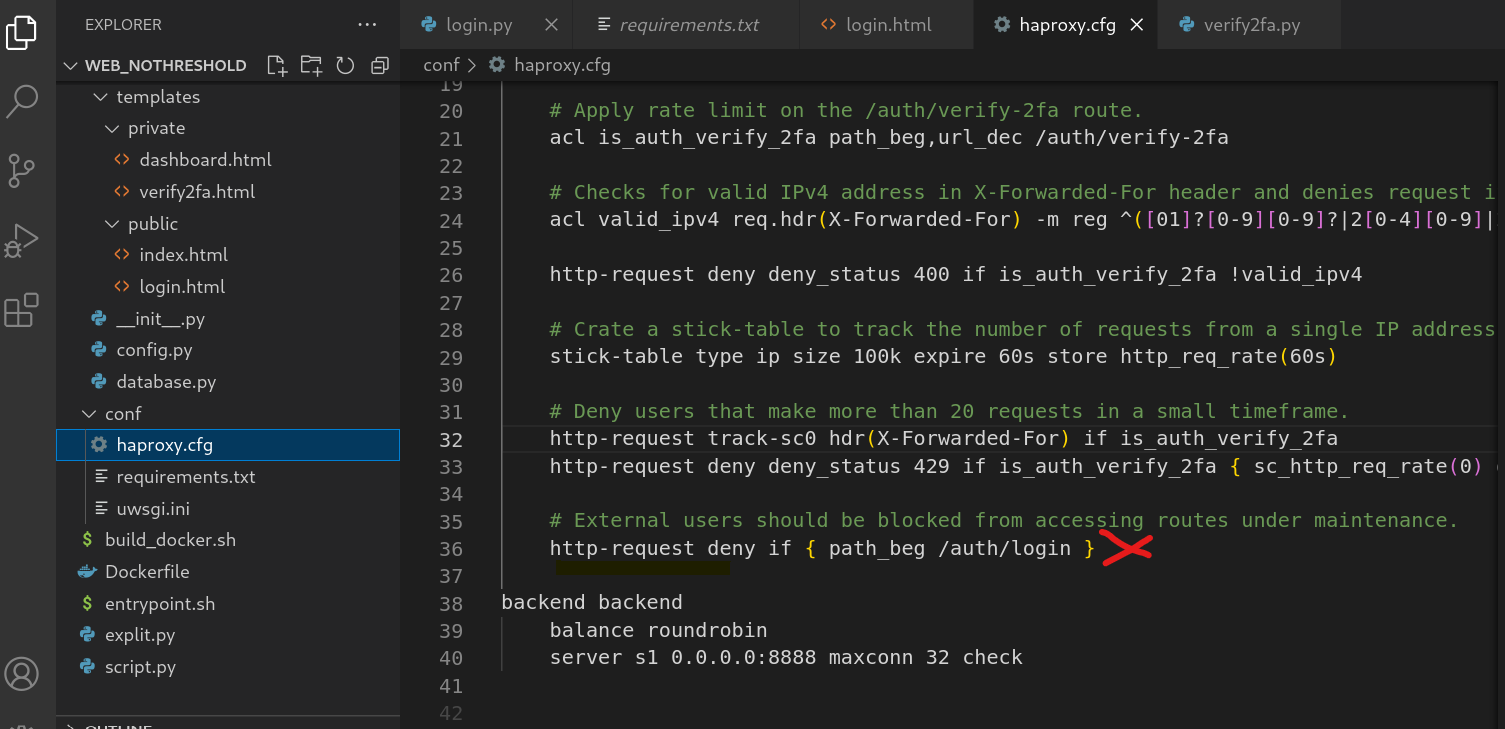 EXPLORER ...
login.py
requirements.txt
login.html
haproxy.cfg
verify2fa.py
WEB_NOTHRESHOLD
conf > haproxy.cfg
templates
private
dashboard.html
verify2fa.html
public
index.html
login.html
__init__.py
config.py
database.py
conf
haproxy.cfg
requirements.txt
uwsgi.ini
build_docker.sh
Dockerfile
entrypoint.sh
explit.py
script.py
OUTLINE
19
20 # Apply rate limit on the /auth/verify-2fa route.
21 acl is_auth_verify_2fa path_beg,url_dec /auth/verify-2fa
22
23 # Checks for valid IPv4 address in X-Forwarded-For header and denies request i
24 acl valid_ipv4 req.hdr(X-Forwarded-For) -m reg ^([01]?[0-9][0-9]?|2[0-4][0-9]|
25
26 http-request deny deny_status 400 if is_auth_verify_2fa !valid_ipv4
27
28 # Crate a stick-table to track the number of requests from a single IP address
29 stick-table type ip size 100k expire 60s store http_req_rate(60s)
30
31 # Deny users that make more than 20 requests in a small timeframe.
32 http-request track-sc0 hdr(X-Forwarded-For) if is_auth_verify_2fa
33 http-request deny deny_status 429 if is_auth_verify_2fa { sc_http_req_rate(0)
34
35 # External users should be blocked from accessing routes under maintenance.
36 http-request deny if { path_beg /auth/login }
37
38 backend backend
39 balance roundrobin
40 server s1 0.0.0.0:8888 maxconn 32 check
41
42